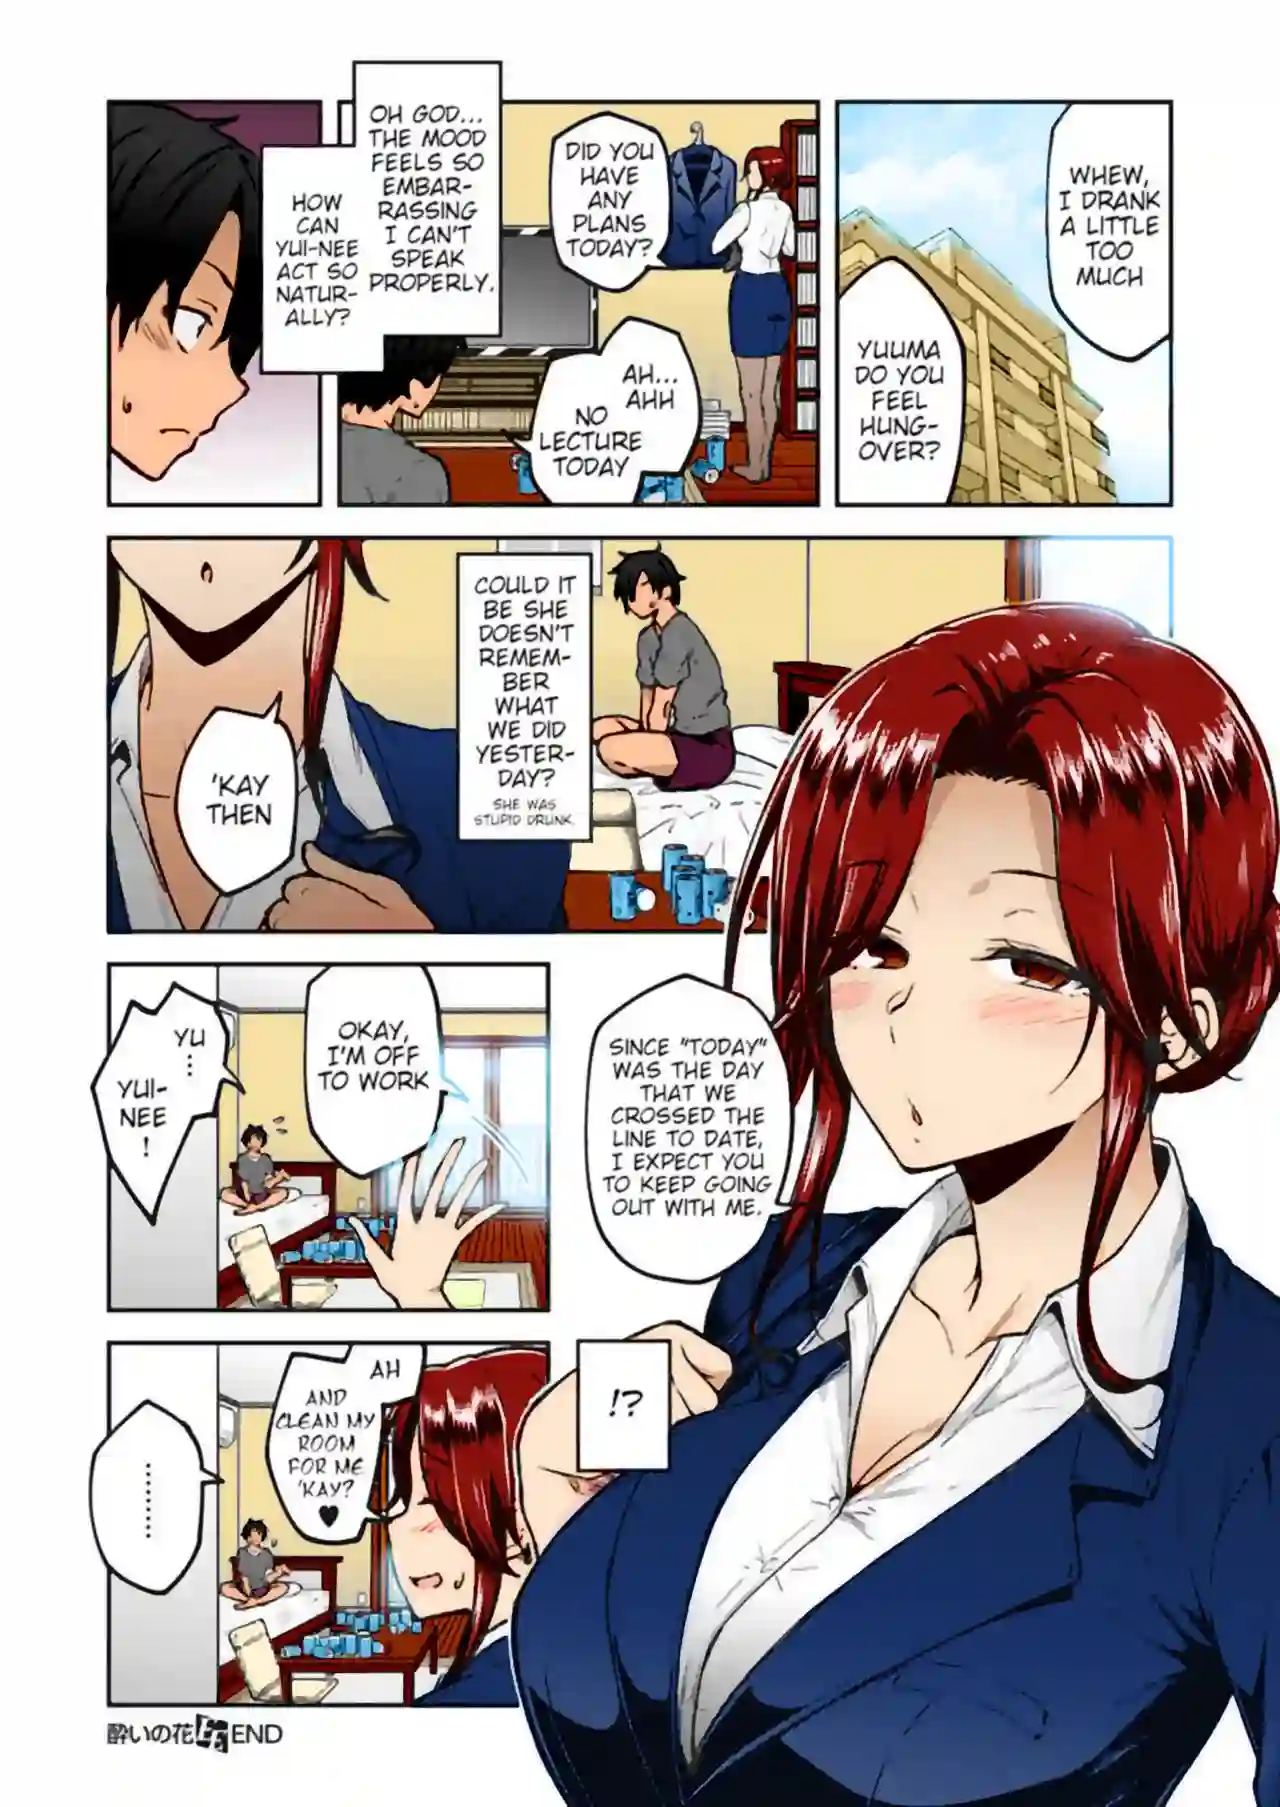 WHEW,
I DRANK
A LITTLE
TOO
MUCH
YUUMA
DO YOU
FEEL
HUNG-
OVER?
DID YOU
HAVE
ANY
PLANS
TODAY?
AH...
AHH
NO
LECTURE
TODAY
OH GOD...
THE MOOD
FEELS SO
EMBAR-
RASSING
I CAN'T
SPEAK
PROPERLY.
HOW
CAN
YUI-NEE
ACT SO
NATUR-
ALLY?
COULD IT
BE SHE
DOESN'T
REMEM-
BER
WHAT
WE DID
YESTER-
DAY?
SHE WAS
STUPID DRUNK.
'KAY
THEN
SINCE "TODAY"
WAS THE DAY
THAT WE
CROSSED THE
LINE TO DATE,
I EXPECT YOU
TO KEEP GOING
OUT WITH ME.
!?
OKAY,
I'M OFF
TO WORK
YU
...
YUI-
NEE
!
AH
AND
CLEAN MY
ROOM
FOR ME
'KAY?
♥
.........
酔いの花 END